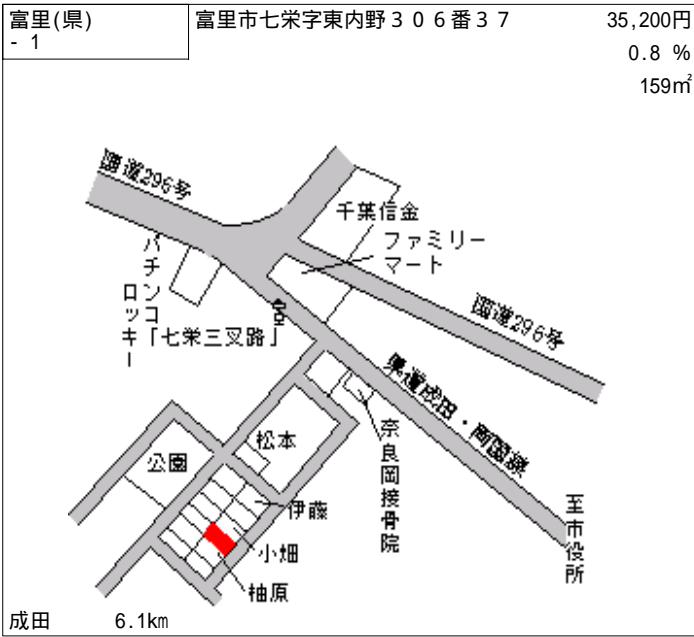 富里(県)
- 1
富里市七栄字東内野３０６番３７
35,200円
0.8 %
159㎡
国道296号
千葉信金
ファミリー
マート
パチンコ
ロッキー
「七栄三叉路」
国道296号
県道成田・両国線
松本
奈良岡接骨院
公園
伊藤
至市役所
小畑
柚原
成田 6.1km